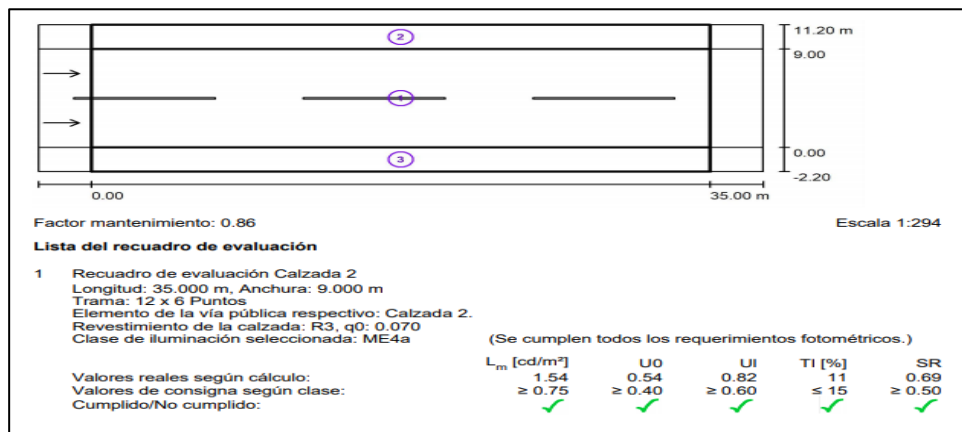 11.20 m
2
9.00
1
0.00
3
-2.20
0.00 35.00 m
Factor mantenimiento: 0.86 Escala 1:294
Lista del recuadro de evaluación
1 Recuadro de evaluación Calzada 2
Longitud: 35.000 m, Anchura: 9.000 m
Trama: 12 x 6 Puntos
Elemento de la vía pública respectivo: Calzada 2.
Revestimiento de la calzada: R3, q0: 0.070
Clase de iluminación seleccionada: ME4a (Se cumplen todos los requerimientos fotométricos.)
Lm [cd/m²] U0 UI TI [%] SR
Valores reales según cálculo: 1.54 0.54 0.82 11 0.69
Valores de consigna según clase: ≥ 0.75 ≥ 0.40 ≥ 0.60 ≤ 15 ≥ 0.50
Cumplido/No cumplido: ✓ ✓ ✓ ✓ ✓